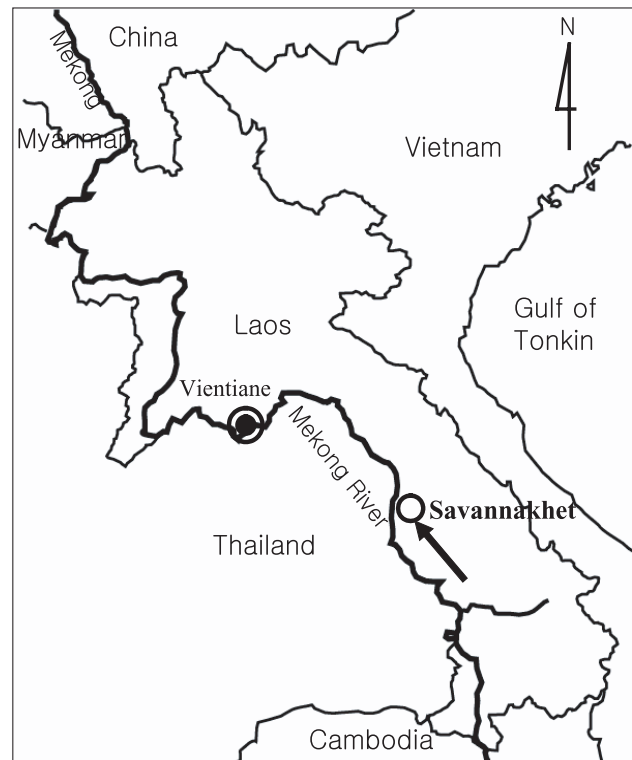 China
N
Mekong
Myanmar
Vietnam
Gulf of
Tonkin
Laos
Vientiane
Mekong River
Savannakhet
Thailand
Cambodia